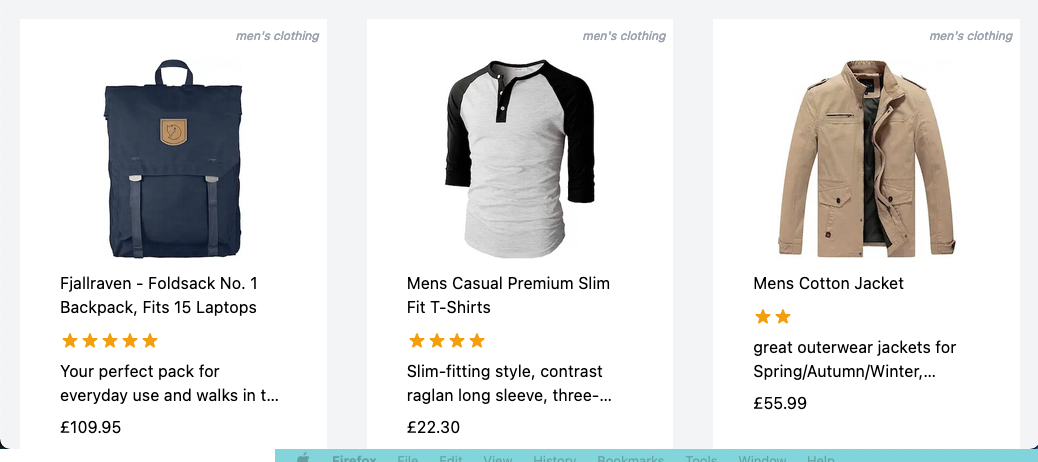 men's clothing
Fjallraven - Foldsack No. 1
Backpack, Fits 15 Laptops
Your perfect pack for
everyday use and walks in t...
£109.95
men's clothing
Mens Casual Premium Slim
Fit T-Shirts
Slim-fitting style, contrast
raglan long sleeve, three-...
£22.30
men's clothing
Mens Cotton Jacket
great outerwear jackets for
Spring/Autumn/Winter,...
£55.99
Firefox File Edit View History Bookmarks Tools Window Help